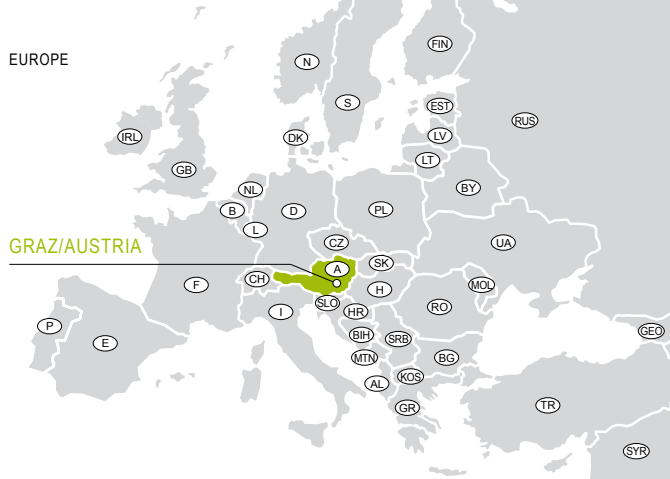 EUROPE
FIN
N
S
EST
RUS
IRL
DK
LV
LT
GB
NL
BY
B
D
PL
L
CZ
UA
GRAZ/AUSTRIA
SK
A
CH
F
H
MOL
SLO
RO
I
HR
P
BIH
SRB
GEO
E
MTN
BG
AL
KOS
GR
TR
SYR